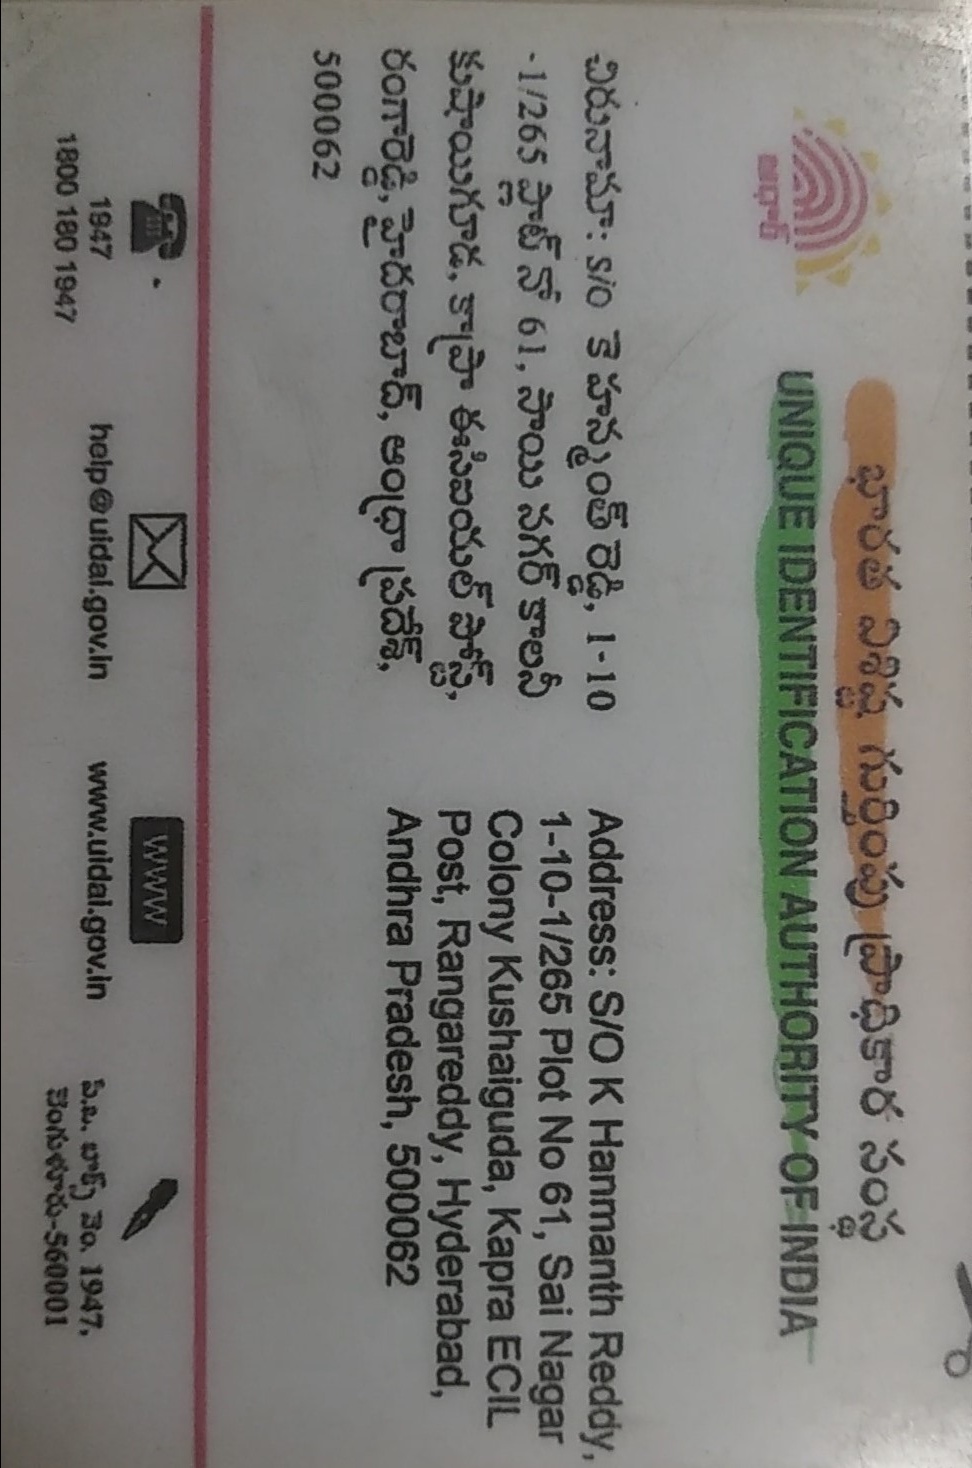 భారత విశిష్ట గుర్తింపు ప్రాధికార సంస్థ
UNIQUE IDENTIFICATION AUTHORITY OF INDIA
ఆధార్
చిరునామా: S/O కె హన్మంత్ రెడ్డి, 1-10
-1/265 ప్లాట్ నో 61, సాయి నగర్ కాలనీ
కుషాయిగూడ, కాప్రా ఈసిఐయల్ పోస్ట్,
రంగారెడ్డి, హైదరాబాద్, ఆంధ్రా ప్రదేశ్,
500062
Address: S/O K Hanmanth Reddy,
1-10-1/265 Plot No 61, Sai Nagar
Colony Kushaiguda, Kapra ECIL
Post, Rangareddy, Hyderabad,
Andhra Pradesh, 500062
1947
1800 180 1947
help@uidai.gov.in
WWW
www.uidai.gov.in
పి.ఒ. బాక్స్ నెం. 1947,
బెంగుళూరు-560001